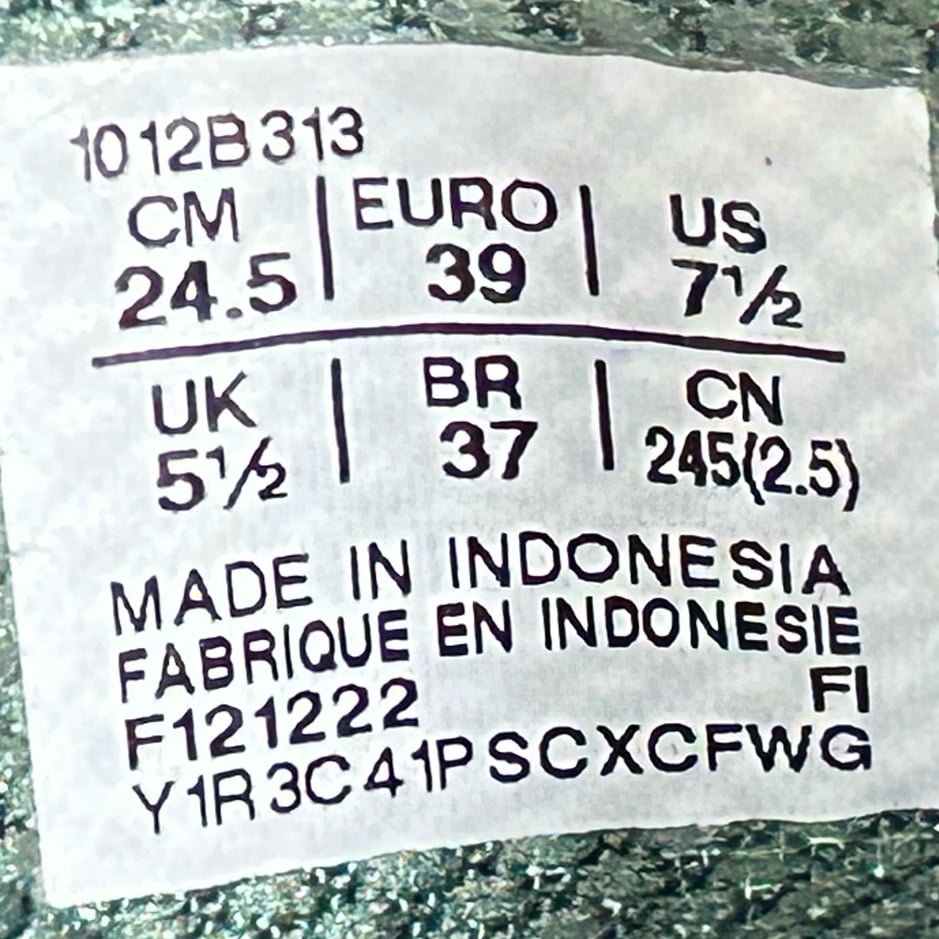 1012B313
CM | EURO | US
24.5 | 39 | 7½
UK | BR | CN
5½ | 37 | 245(2.5)
MADE IN INDONESIA
FABRIQUE EN INDONESIE
F121222 FI
Y1R3C41PSCXCFWG